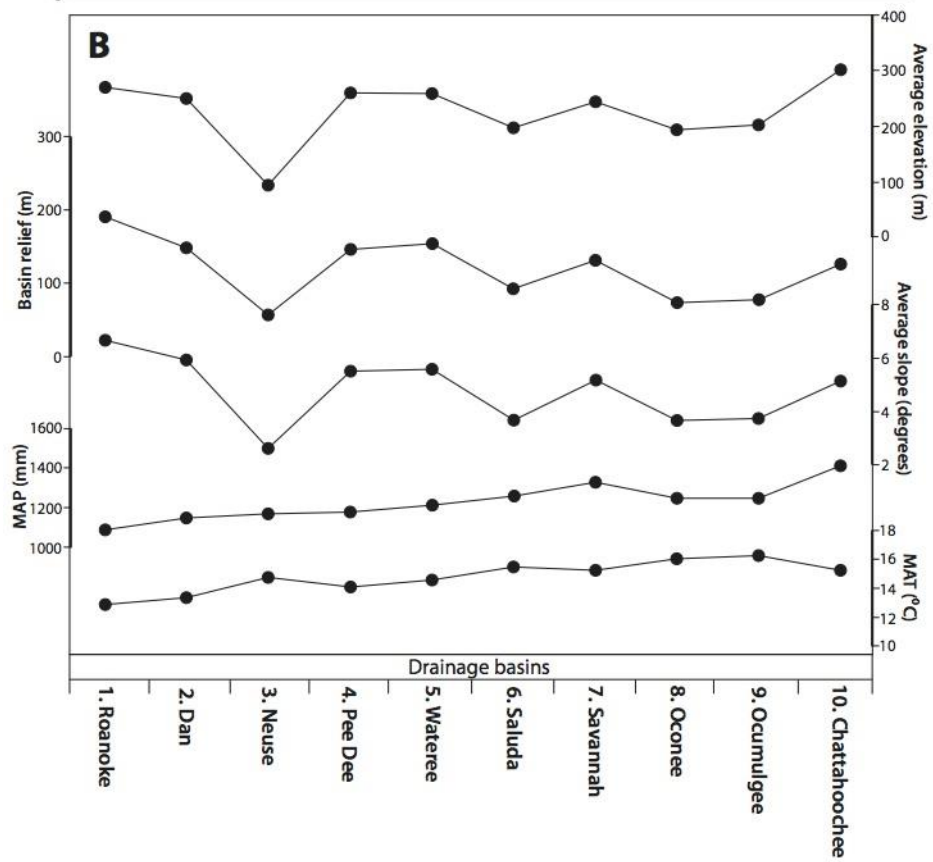 B
400
300
200
100
0
Average elevation (m)
300
200
100
0
Basin relief (m)
8
6
4
2
Average slope (degrees)
1600
1400
1200
1000
MAP (mm)
18
16
14
12
10
MAT (⁰C)
Drainage basins
1. Roanoke
2. Dan
3. Neuse
4. Pee Dee
5. Wateree
6. Saluda
7. Savannah
8. Oconee
9. Ocumulgee
10. Chattahoochee